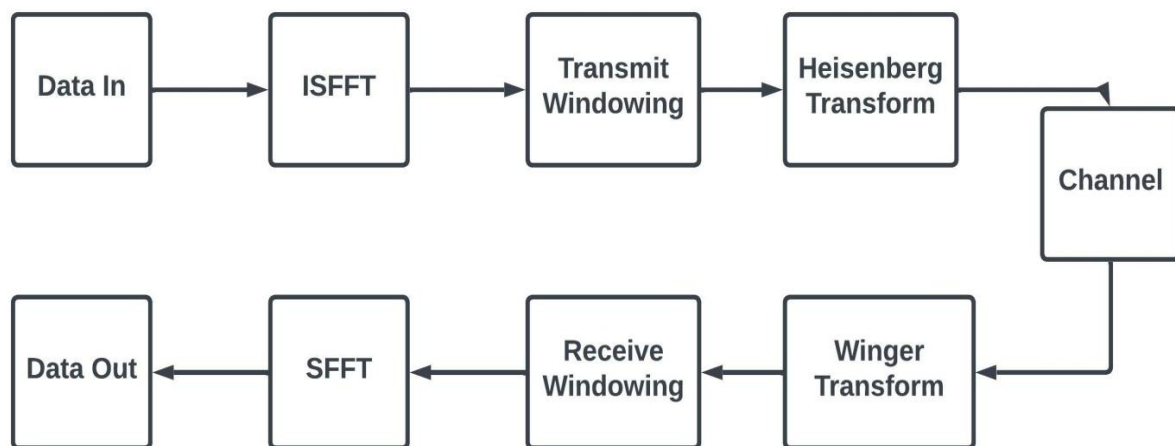 Data In
ISFFT
Transmit
Windowing
Heisenberg
Transform
Channel
Data Out
SFFT
Receive
Windowing
Winger
Transform